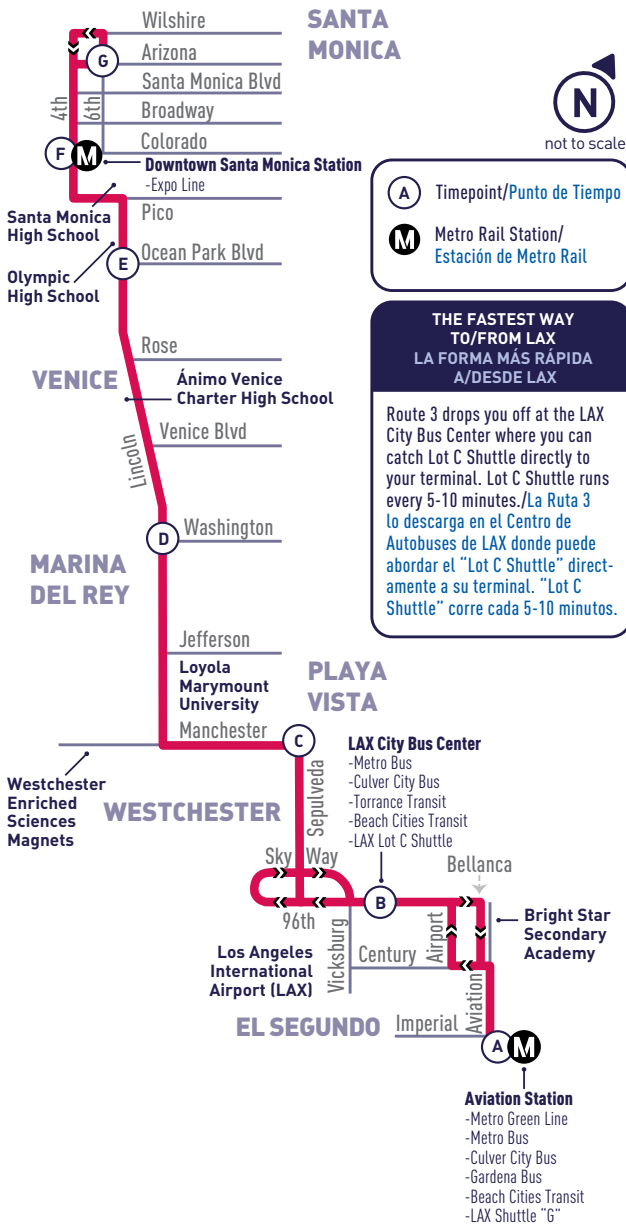 Wilshire
SANTA
MONICA
Arizona
G
Santa Monica Blvd
4th
6th
Broadway
N
not to scale
Colorado
F
M
Downtown Santa Monica Station
-Expo Line
A
Timepoint/Punto de Tiempo
M
Metro Rail Station/
Estación de Metro Rail
Pico
Santa Monica
High School
Ocean Park Blvd
E
Olympic
High School
THE FASTEST WAY
TO/FROM LAX
LA FORMA MÁS RÁPIDA
A/DESDE LAX
Route 3 drops you off at the LAX
City Bus Center where you can
catch Lot C Shuttle directly to
your terminal. Lot C Shuttle runs
every 5-10 minutes./La Ruta 3
lo descarga en el Centro de
Autobuses de LAX donde puede
abordar el “Lot C Shuttle” direct-
amente a su terminal. “Lot C
Shuttle” corre cada 5-10 minutos.
Rose
VENICE
Ánimo Venice
Charter High School
Venice Blvd
Lincoln
Washington
D
MARINA
DEL REY
Jefferson
Loyola
Marymount
University
PLAYA
VISTA
Manchester
C
Westchester
Enriched
Sciences
Magnets
WESTCHESTER
Sepulveda
LAX City Bus Center
-Metro Bus
-Culver City Bus
-Torrance Transit
-Beach Cities Transit
-LAX Lot C Shuttle
Sky Way
Bellanca
B
96th
Vicksburg
Airport
Bright Star
Secondary
Academy
Los Angeles
International
Airport (LAX)
Century
Aviation
EL SEGUNDO
Imperial
A
M
Aviation Station
-Metro Green Line
-Metro Bus
-Culver City Bus
-Gardena Bus
-Beach Cities Transit
-LAX Shuttle “G”